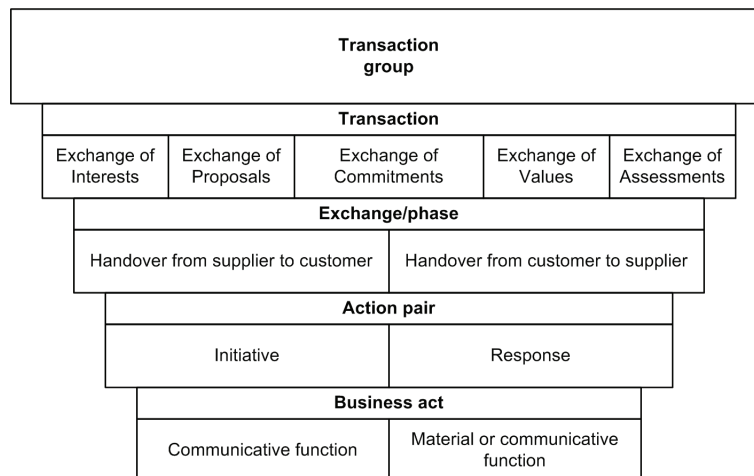 Transaction
group
Transaction
Exchange of
Interests
Exchange of
Proposals
Exchange of
Commitments
Exchange of
Values
Exchange of
Assessments
Exchange/phase
Handover from supplier to customer
Handover from customer to supplier
Action pair
Initiative
Response
Business act
Communicative function
Material or communicative
function